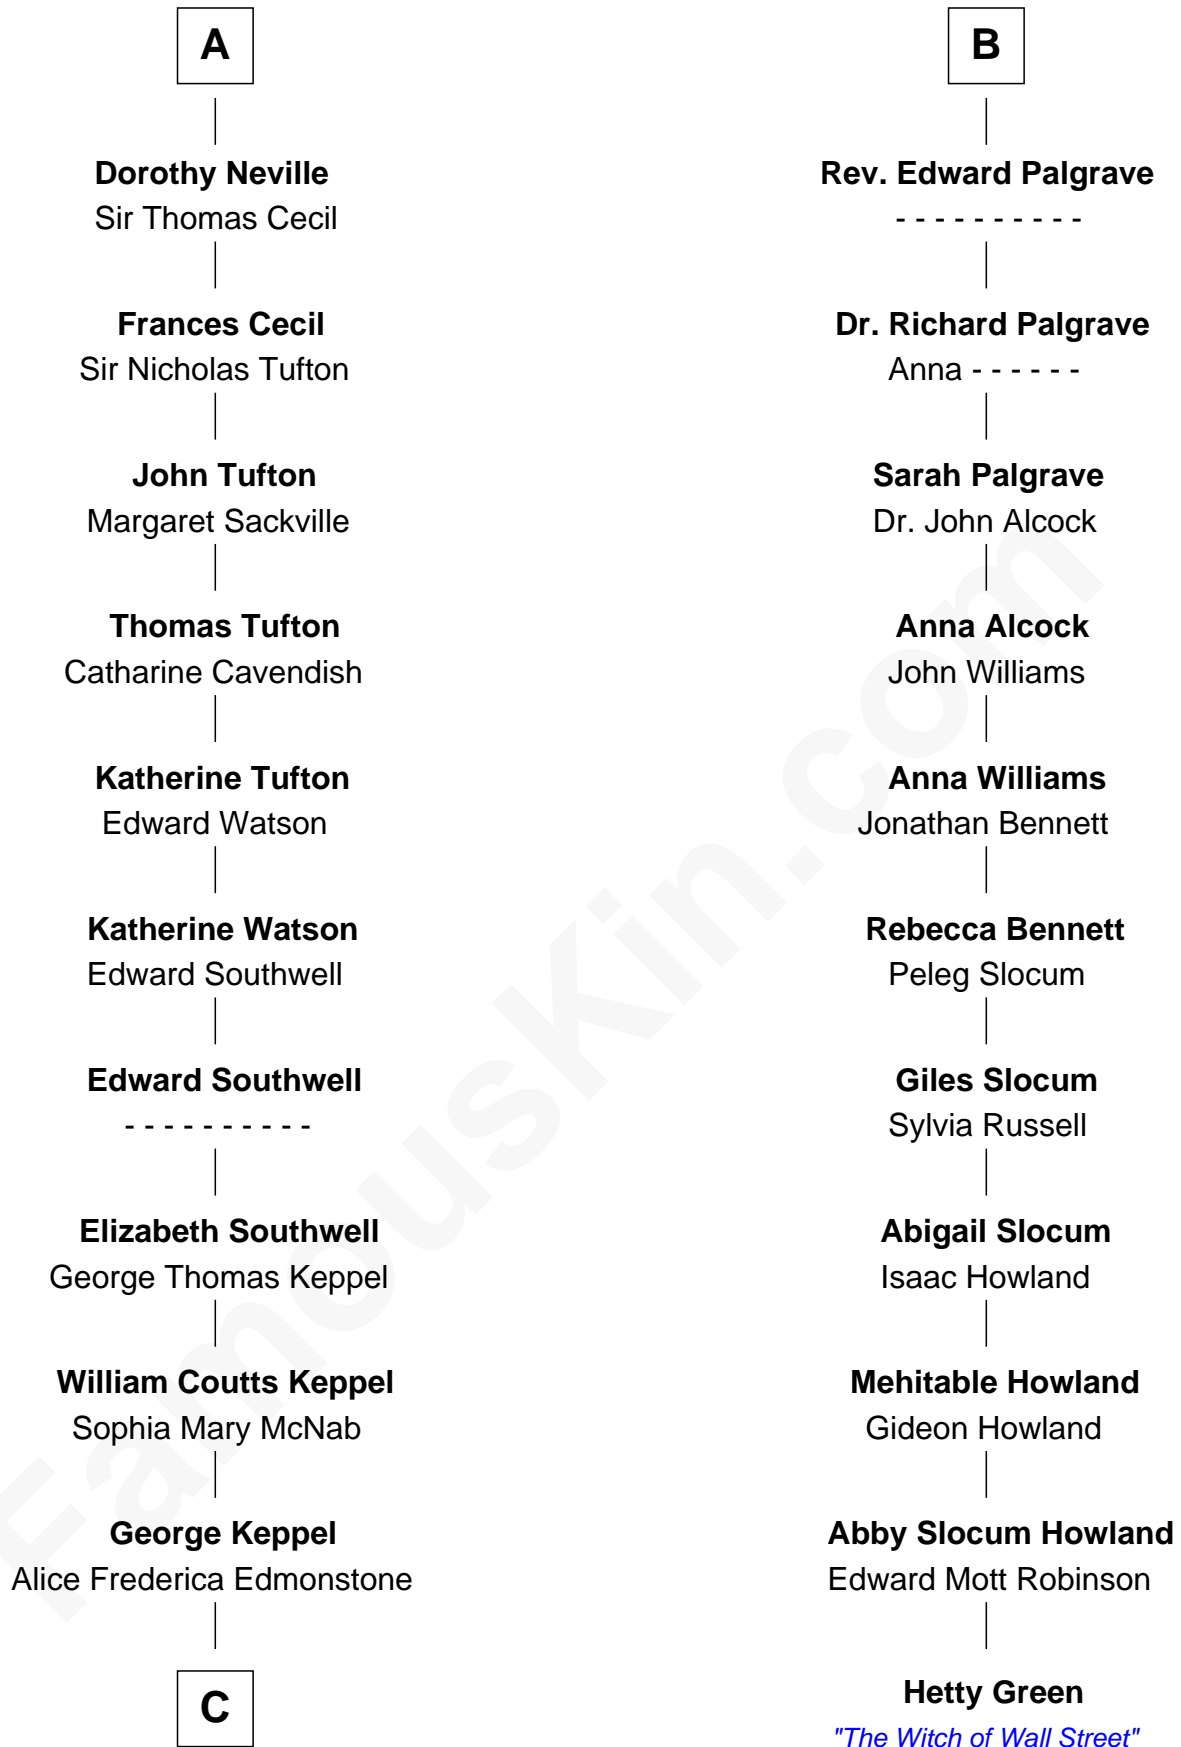 A
Dorothy Neville
Sir Thomas Cecil
Frances Cecil
Sir Nicholas Tufton
John Tufton
Margaret Sackville
Thomas Tufton
Catharine Cavendish
Katherine Tufton
Edward Watson
Katherine Watson
Edward Southwell
Edward Southwell
- - - - - - - - - -
Elizabeth Southwell
George Thomas Keppel
William Coutts Keppel
Sophia Mary McNab
George Keppel
Alice Frederica Edmonstone
C
B
Rev. Edward Palgrave
- - - - - - - - - -
Dr. Richard Palgrave
Anna - - - - - -
Sarah Palgrave
Dr. John Alcock
Anna Alcock
John Williams
Anna Williams
Jonathan Bennett
Rebecca Bennett
Peleg Slocum
Giles Slocum
Sylvia Russell
Abigail Slocum
Isaac Howland
Mehitable Howland
Gideon Howland
Abby Slocum Howland
Edward Mott Robinson
Hetty Green
"The Witch of Wall Street"
FamousKin.com